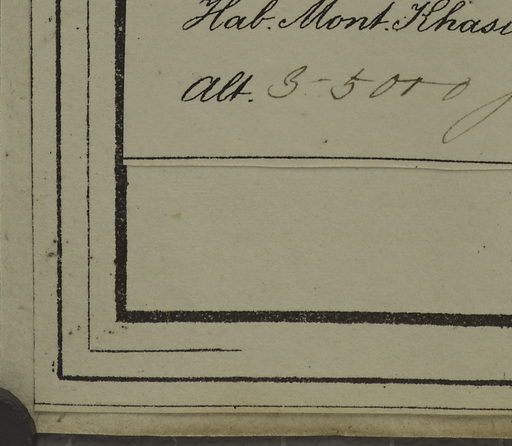 Hab. Mont. Khasi
Alt. 3-5000